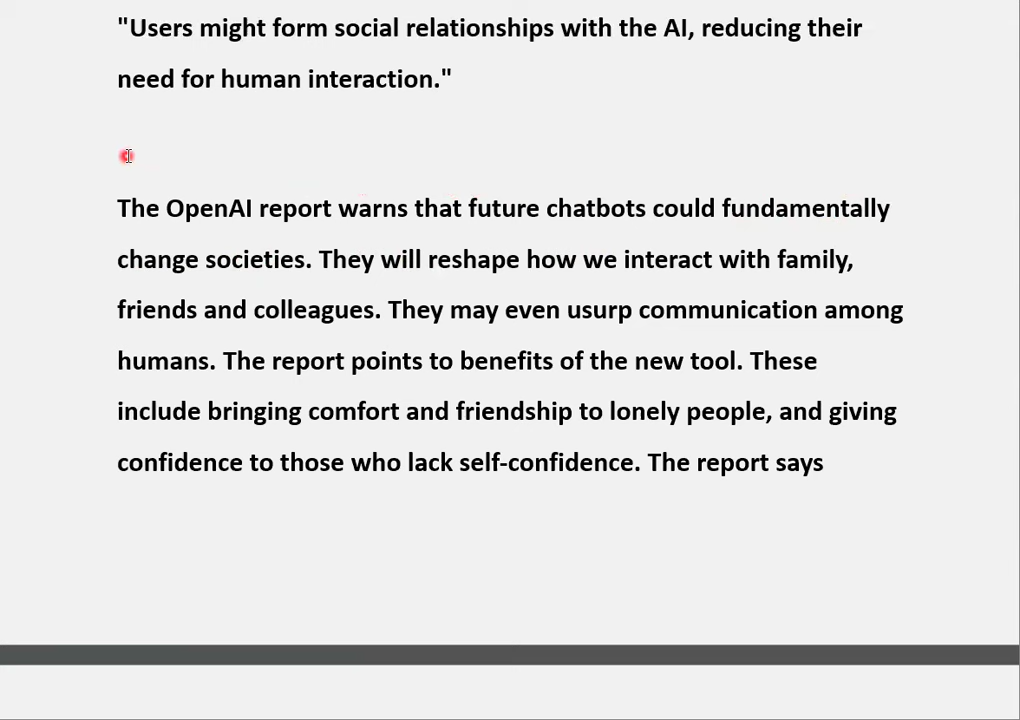 "Users might form social relationships with the AI, reducing their
need for human interaction."
The OpenAI report warns that future chatbots could fundamentally
change societies. They will reshape how we interact with family,
friends and colleagues. They may even usurp communication among
humans. The report points to benefits of the new tool. These
include bringing comfort and friendship to lonely people, and giving
confidence to those who lack self-confidence. The report says